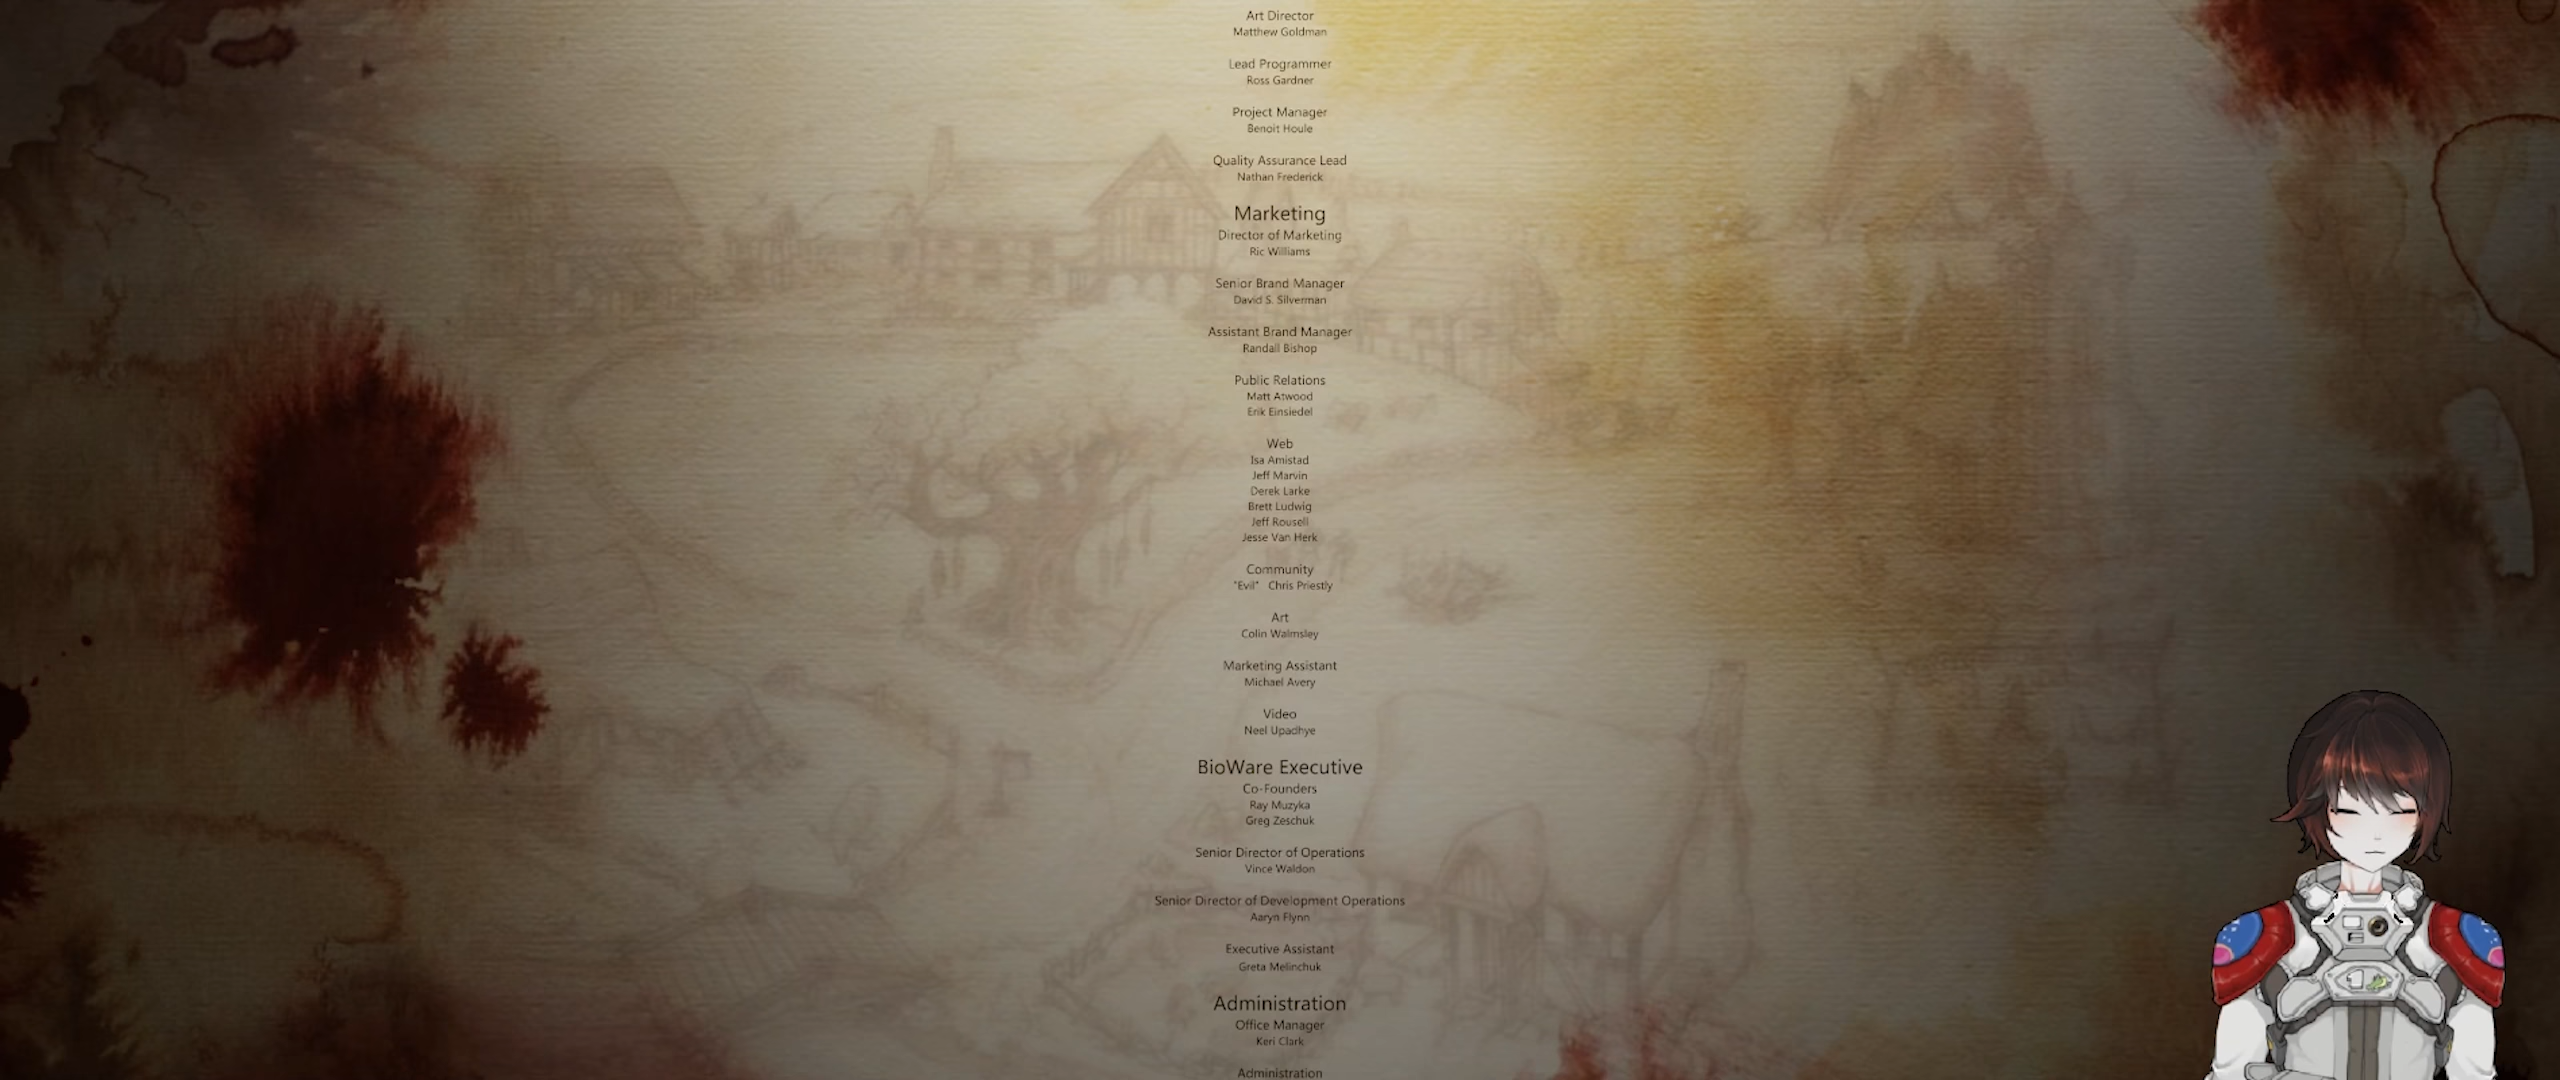 Art Director
Matthew Goldman
Lead Programmer
Ross Gardner
Project Manager
Benoit Houle
Quality Assurance Lead
Nathan Frederick
Marketing
Director of Marketing
Ric Williams
Senior Brand Manager
David S. Silverman
Assistant Brand Manager
Randall Bishop
Public Relations
Matt Atwood
Erik Einsiedel
Web
Isa Amistad
Jeff Marvin
Derek Larke
Brett Ludwig
Jeff Rousell
Jesse Van Herk
Community
"Evil" Chris Priestly
Art
Colin Walmsley
Marketing Assistant
Michael Avery
Video
Neel Upadhye
BioWare Executive
Co-Founders
Ray Muzyka
Greg Zeschuk
Senior Director of Operations
Vince Waldon
Senior Director of Development Operations
Aaryn Flynn
Executive Assistant
Greta Melinchuk
Administration
Office Manager
Keri Clark
Administration